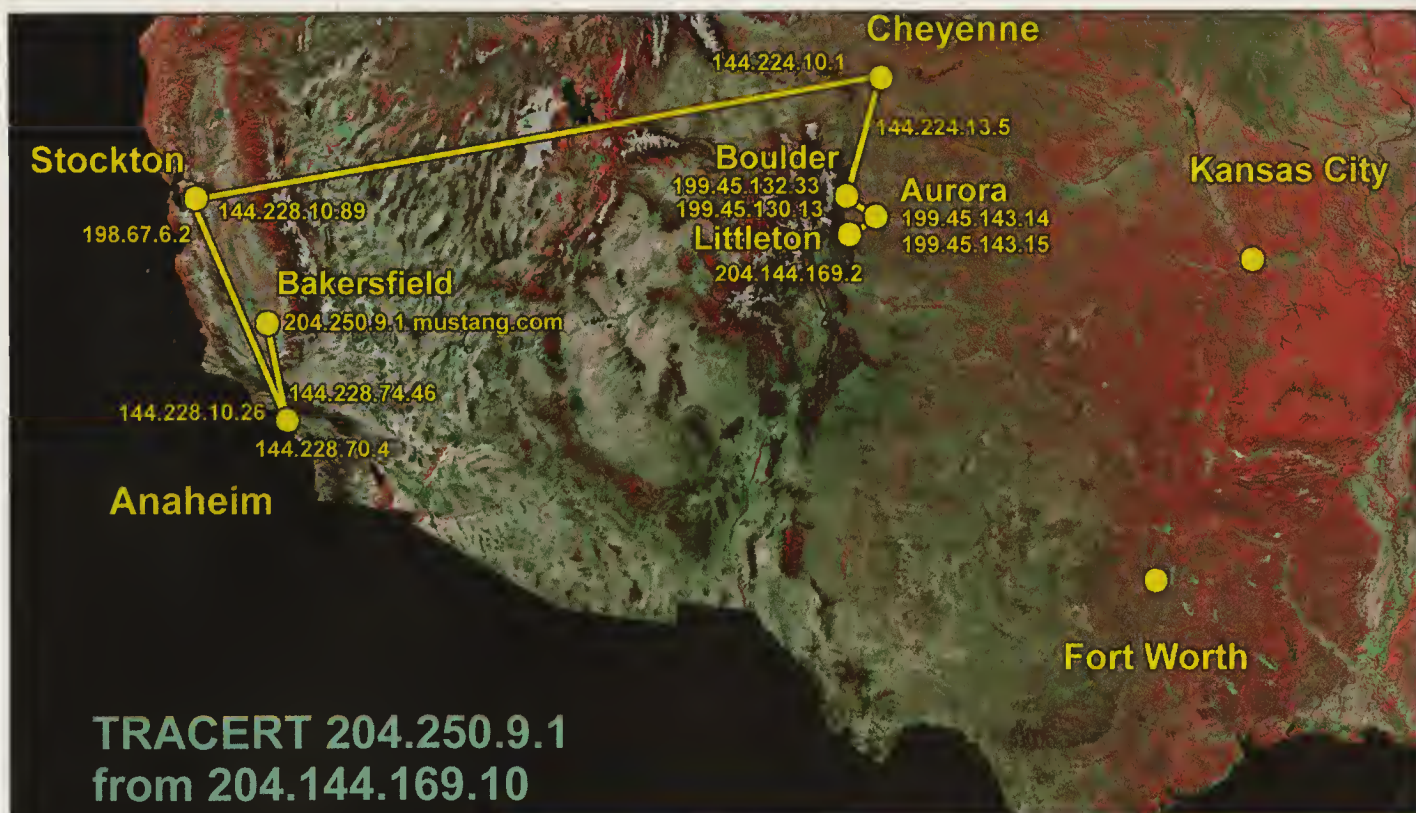 Cheyenne
144.224.10.1
144.224.13.5
Stockton
Boulder
Kansas City
199.45.132.33
Aurora
144.228.10.89
199.45.130.13
199.45.143.14
198.67.6.2
Littleton
199.45.143.15
204.144.169.2
Bakersfield
204.250.9.1 mustang.com
144.228.74.46
144.228.10.26
144.228.70.4
Anaheim
Fort Worth
TRACERT 204.250.9.1
from 204.144.169.10